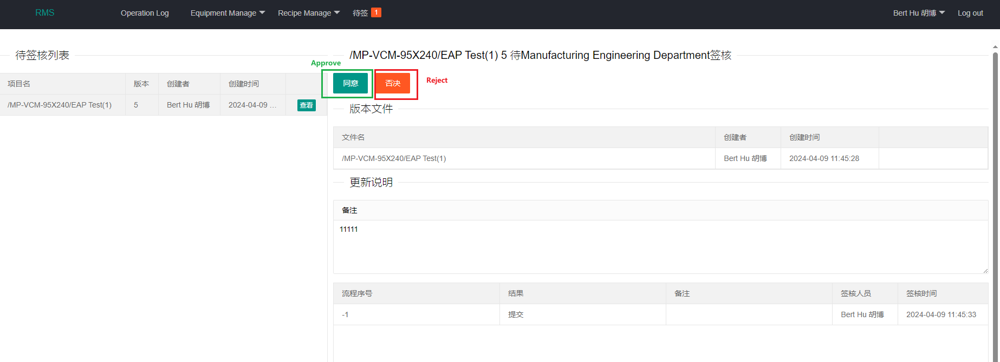 RMS Operation Log Equipment Manage Recipe Manage 待签 1 Bert Hu 胡博 Log out
待签核列表
项目名 版本 创建者 创建时间
/MP-VCM-95X240/EAP Test(1) 5 Bert Hu 胡博 2024-04-09 ... 查看
/MP-VCM-95X240/EAP Test(1) 5 待Manufacturing Engineering Department签核
Approve
同意 否决 Reject
版本文件
文件名 创建者 创建时间
/MP-VCM-95X240/EAP Test(1) Bert Hu 胡博 2024-04-09 11:45:28
更新说明
备注
11111
流程序号 结果 备注 签核人员 签核时间
-1 提交 Bert Hu 胡博 2024-04-09 11:45:33